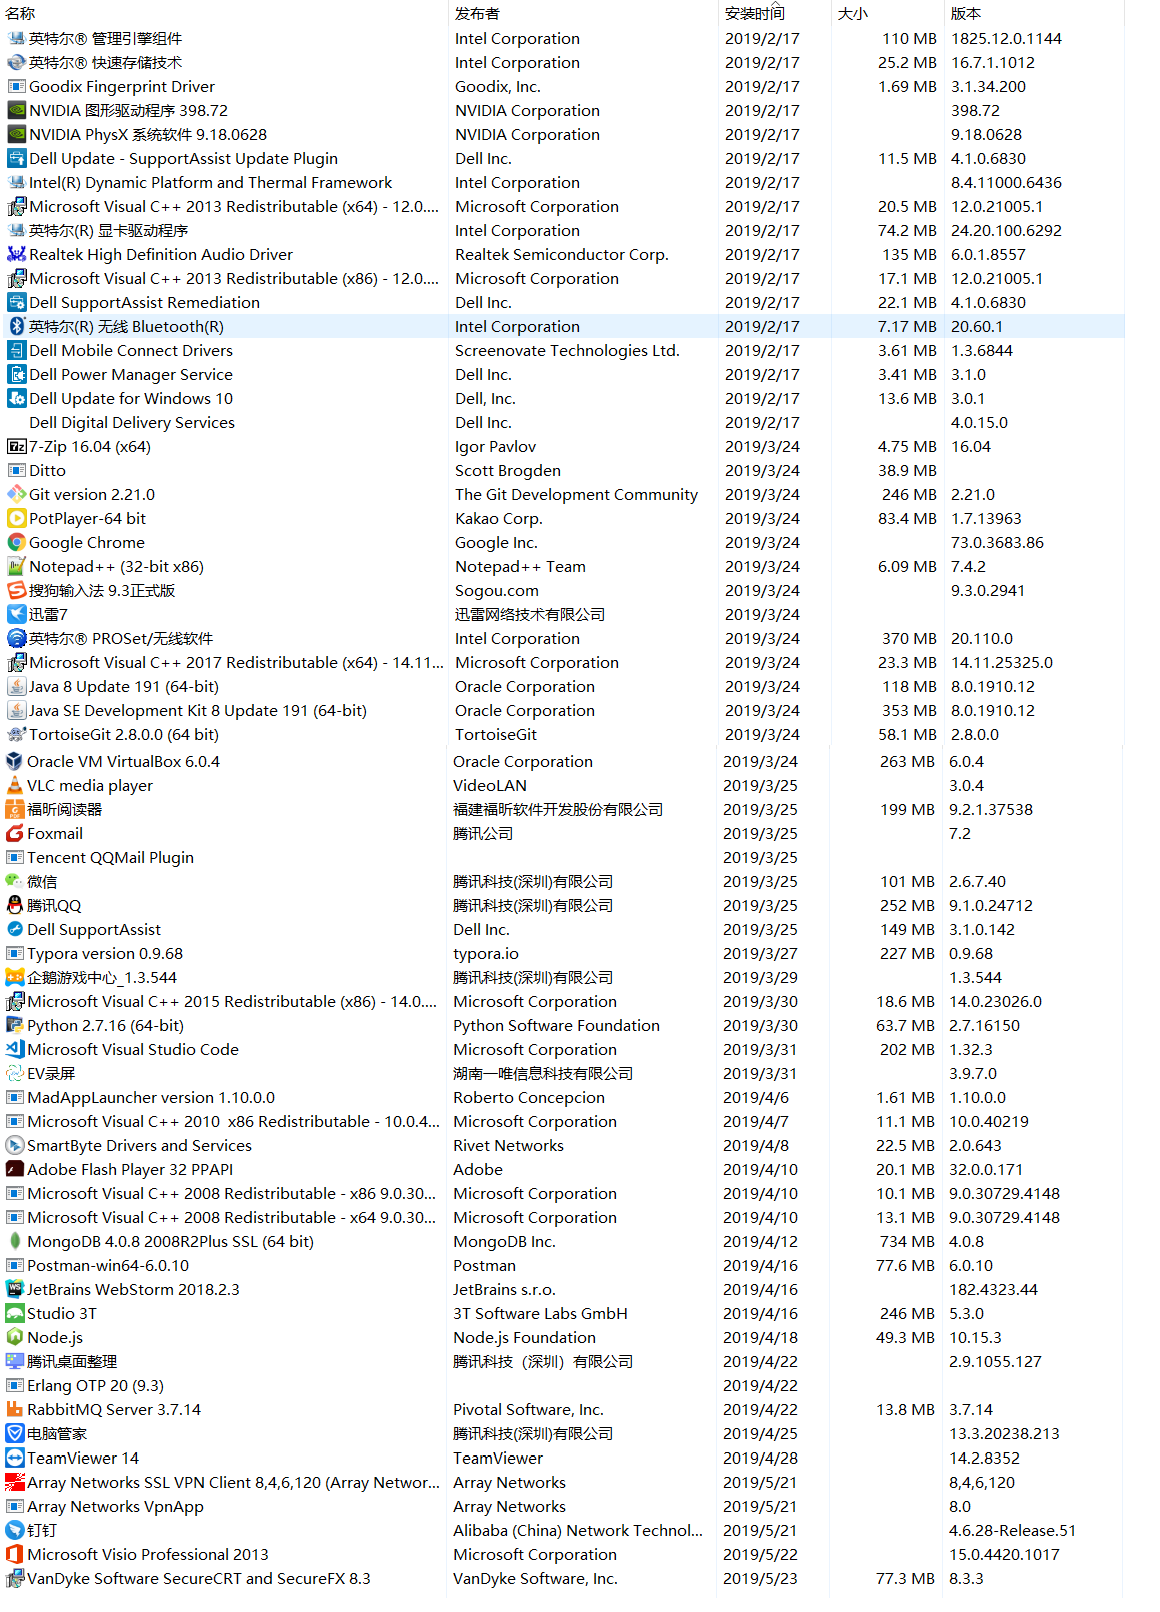 名称 发布者 安装时间 大小 版本
英特尔® 管理引擎组件 Intel Corporation 2019/2/17 110 MB 1825.12.0.1144
英特尔® 快速存储技术 Intel Corporation 2019/2/17 25.2 MB 16.7.1.1012
Goodix Fingerprint Driver Goodix, Inc. 2019/2/17 1.69 MB 3.1.34.200
NVIDIA 图形驱动程序 398.72 NVIDIA Corporation 2019/2/17 398.72
NVIDIA PhysX 系统软件 9.18.0628 NVIDIA Corporation 2019/2/17 9.18.0628
Dell Update - SupportAssist Update Plugin Dell Inc. 2019/2/17 11.5 MB 4.1.0.6830
Intel(R) Dynamic Platform and Thermal Framework Intel Corporation 2019/2/17 8.4.11000.6436
Microsoft Visual C++ 2013 Redistributable (x64) - 12.0.... Microsoft Corporation 2019/2/17 20.5 MB 12.0.21005.1
英特尔(R) 显卡驱动程序 Intel Corporation 2019/2/17 74.2 MB 24.20.100.6292
Realtek High Definition Audio Driver Realtek Semiconductor Corp. 2019/2/17 135 MB 6.0.1.8557
Microsoft Visual C++ 2013 Redistributable (x86) - 12.0.... Microsoft Corporation 2019/2/17 17.1 MB 12.0.21005.1
Dell SupportAssist Remediation Dell Inc. 2019/2/17 22.1 MB 4.1.0.6830
英特尔(R) 无线 Bluetooth(R) Intel Corporation 2019/2/17 7.17 MB 20.60.1
Dell Mobile Connect Drivers Screenovate Technologies Ltd. 2019/2/17 3.61 MB 1.3.6844
Dell Power Manager Service Dell Inc. 2019/2/17 3.41 MB 3.1.0
Dell Update for Windows 10 Dell, Inc. 2019/2/17 13.6 MB 3.0.1
Dell Digital Delivery Services Dell Inc. 2019/2/17 4.0.15.0
7-Zip 16.04 (x64) Igor Pavlov 2019/3/24 4.75 MB 16.04
Ditto Scott Brogden 2019/3/24 38.9 MB
Git version 2.21.0 The Git Development Community 2019/3/24 246 MB 2.21.0
PotPlayer-64 bit Kakao Corp. 2019/3/24 83.4 MB 1.7.13963
Google Chrome Google Inc. 2019/3/24 73.0.3683.86
Notepad++ (32-bit x86) Notepad++ Team 2019/3/24 6.09 MB 7.4.2
搜狗输入法 9.3正式版 Sogou.com 2019/3/24 9.3.0.2941
迅雷7 迅雷网络技术有限公司 2019/3/24
英特尔® PROSet/无线软件 Intel Corporation 2019/3/24 370 MB 20.110.0
Microsoft Visual C++ 2017 Redistributable (x64) - 14.11... Microsoft Corporation 2019/3/24 23.3 MB 14.11.25325.0
Java 8 Update 191 (64-bit) Oracle Corporation 2019/3/24 118 MB 8.0.1910.12
Java SE Development Kit 8 Update 191 (64-bit) Oracle Corporation 2019/3/24 353 MB 8.0.1910.12
TortoiseGit 2.8.0.0 (64 bit) TortoiseGit 2019/3/24 58.1 MB 2.8.0.0
Oracle VM VirtualBox 6.0.4 Oracle Corporation 2019/3/24 263 MB 6.0.4
VLC media player VideoLAN 2019/3/25 3.0.4
福昕阅读器 福建福昕软件开发股份有限公司 2019/3/25 199 MB 9.2.1.37538
Foxmail 腾讯公司 2019/3/25 7.2
Tencent QQMail Plugin 2019/3/25
微信 腾讯科技(深圳)有限公司 2019/3/25 101 MB 2.6.7.40
腾讯QQ 腾讯科技(深圳)有限公司 2019/3/25 252 MB 9.1.0.24712
Dell SupportAssist Dell Inc. 2019/3/25 149 MB 3.1.0.142
Typora version 0.9.68 typora.io 2019/3/27 227 MB 0.9.68
企鹅游戏中心_1.3.544 腾讯科技(深圳)有限公司 2019/3/29 1.3.544
Microsoft Visual C++ 2015 Redistributable (x86) - 14.0.... Microsoft Corporation 2019/3/30 18.6 MB 14.0.23026.0
Python 2.7.16 (64-bit) Python Software Foundation 2019/3/30 63.7 MB 2.7.16150
Microsoft Visual Studio Code Microsoft Corporation 2019/3/31 202 MB 1.32.3
EV录屏 湖南一唯信息科技有限公司 2019/3/31 3.9.7.0
MadAppLauncher version 1.10.0.0 Roberto Concepcion 2019/4/6 1.61 MB 1.10.0.0
Microsoft Visual C++ 2010  x86 Redistributable - 10.0.4... Microsoft Corporation 2019/4/7 11.1 MB 10.0.40219
SmartByte Drivers and Services Rivet Networks 2019/4/8 22.5 MB 2.0.643
Adobe Flash Player 32 PPAPI Adobe 2019/4/10 20.1 MB 32.0.0.171
Microsoft Visual C++ 2008 Redistributable - x86 9.0.30... Microsoft Corporation 2019/4/10 10.1 MB 9.0.30729.4148
Microsoft Visual C++ 2008 Redistributable - x64 9.0.30... Microsoft Corporation 2019/4/10 13.1 MB 9.0.30729.4148
MongoDB 4.0.8 2008R2Plus SSL (64 bit) MongoDB Inc. 2019/4/12 734 MB 4.0.8
Postman-win64-6.0.10 Postman 2019/4/16 77.6 MB 6.0.10
JetBrains WebStorm 2018.2.3 JetBrains s.r.o. 2019/4/16 182.4323.44
Studio 3T 3T Software Labs GmbH 2019/4/16 246 MB 5.3.0
Node.js Node.js Foundation 2019/4/18 49.3 MB 10.15.3
腾讯桌面整理 腾讯科技（深圳）有限公司 2019/4/22 2.9.1055.127
Erlang OTP 20 (9.3) 2019/4/22
RabbitMQ Server 3.7.14 Pivotal Software, Inc. 2019/4/22 13.8 MB 3.7.14
电脑管家 腾讯科技(深圳)有限公司 2019/4/25 13.3.20238.213
TeamViewer 14 TeamViewer 2019/4/28 14.2.8352
Array Networks SSL VPN Client 8,4,6,120 (Array Networ... Array Networks 2019/5/21 8,4,6,120
Array Networks VpnApp Array Networks 2019/5/21 8.0
钉钉 Alibaba (China) Network Technol... 2019/5/21 4.6.28-Release.51
Microsoft Visio Professional 2013 Microsoft Corporation 2019/5/22 15.0.4420.1017
VanDyke Software SecureCRT and SecureFX 8.3 VanDyke Software, Inc. 2019/5/23 77.3 MB 8.3.3